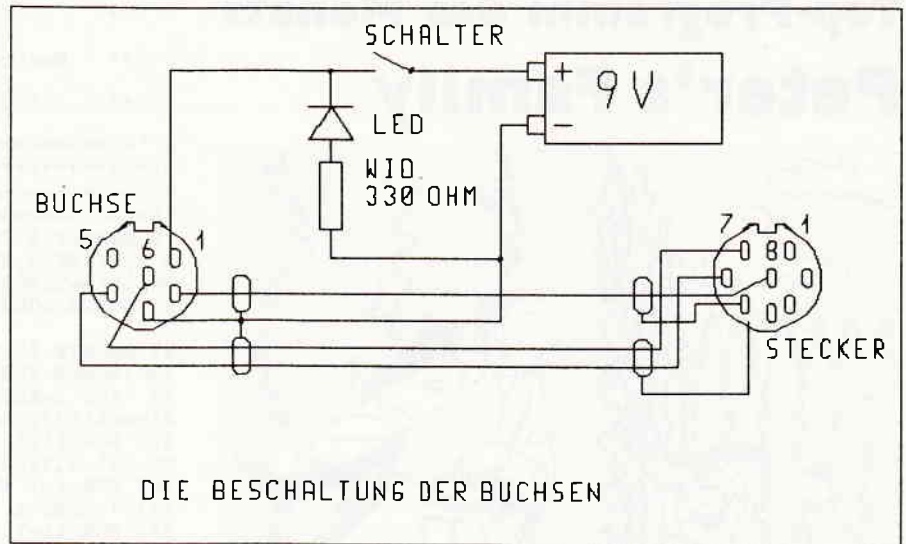 SCHALTER
+
9V
-
LED
WID.
330 OHM
BUCHSE
5 6 1
7 8 1
STECKER
DIE BESCHALTUNG DER BUCHSEN